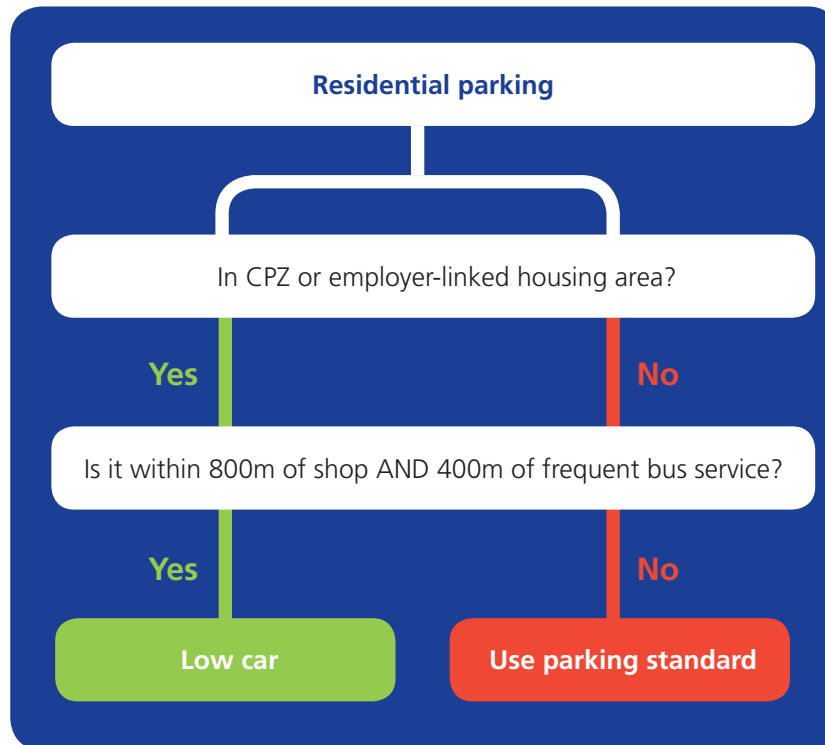 Residential parking
In CPZ or employer-linked housing area?
Yes
No
Is it within 800m of shop AND 400m of frequent bus service?
Yes
No
Low car
Use parking standard